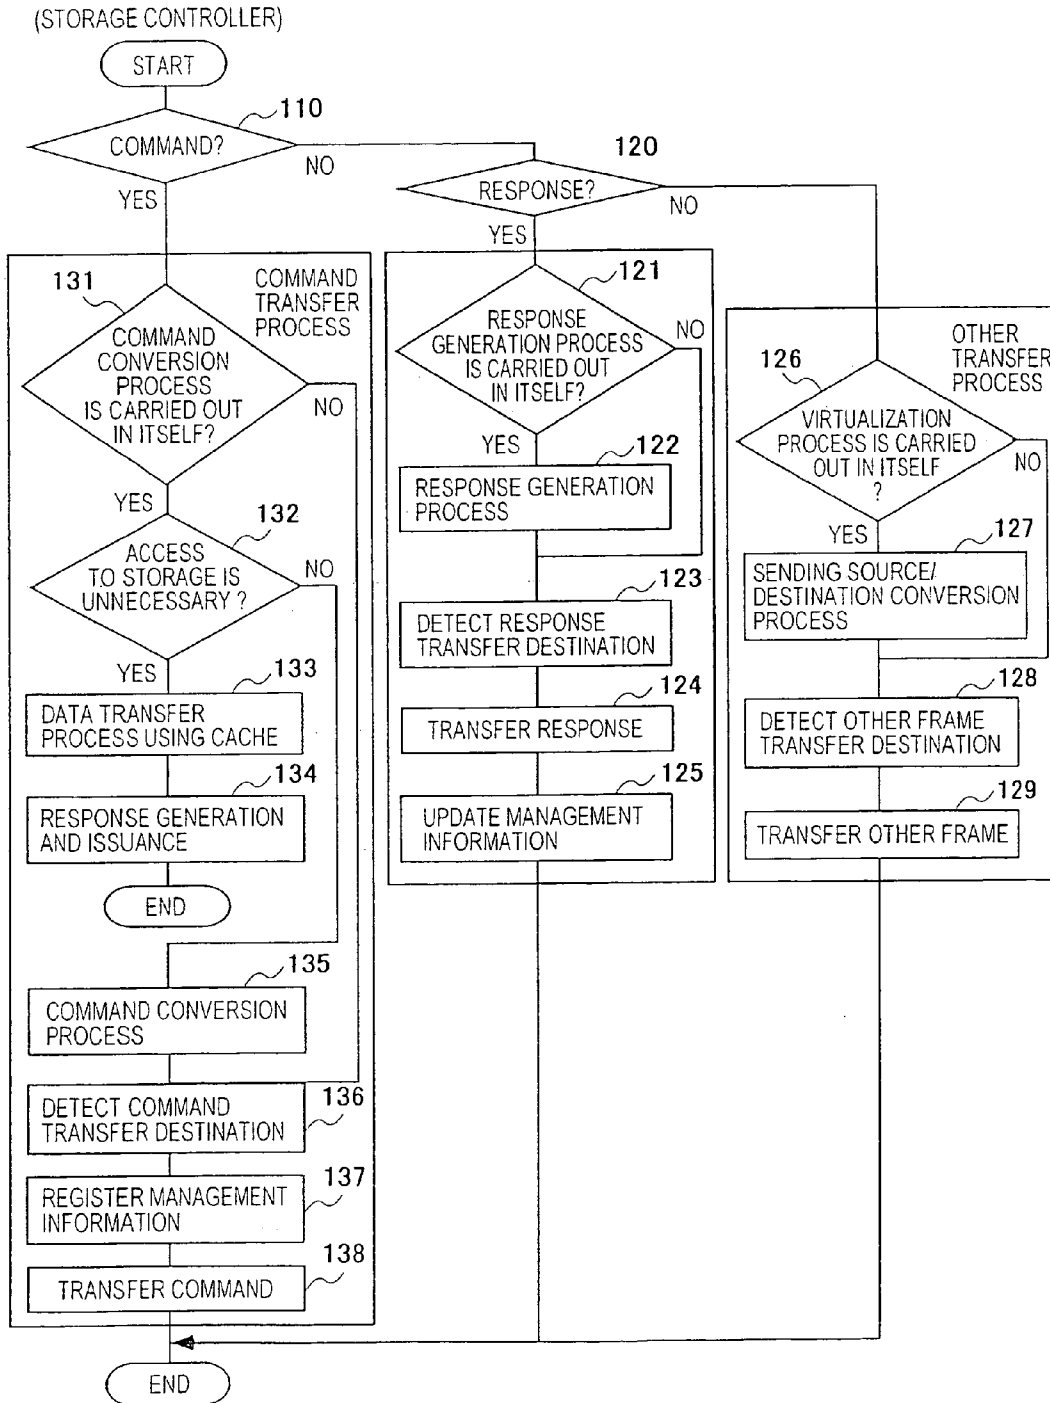 (STORAGE CONTROLLER)
START
110
COMMAND?
NO
YES
120
RESPONSE?
NO
YES
COMMAND
TRANSFER
PROCESS
131
COMMAND
CONVERSION
PROCESS
IS CARRIED OUT
IN ITSELF?
NO
YES
132
ACCESS
TO STORAGE IS
UNNECESSARY ?
NO
YES
133
DATA TRANSFER
PROCESS USING CACHE
134
RESPONSE GENERATION
AND ISSUANCE
END
135
COMMAND CONVERSION
PROCESS
DETECT COMMAND
TRANSFER DESTINATION
136
REGISTER MANAGEMENT
INFORMATION
137
TRANSFER COMMAND
138
END
121
RESPONSE
GENERATION PROCESS
IS CARRIED OUT
IN ITSELF?
NO
YES
122
RESPONSE GENERATION
PROCESS
123
DETECT RESPONSE
TRANSFER DESTINATION
124
TRANSFER RESPONSE
125
UPDATE MANAGEMENT
INFORMATION
OTHER
TRANSFER
PROCESS
126
VIRTUALIZATION
PROCESS IS CARRIED
OUT IN ITSELF
?
NO
YES
127
SENDING SOURCE/
DESTINATION CONVERSION
PROCESS
128
DETECT OTHER FRAME
TRANSFER DESTINATION
129
TRANSFER OTHER FRAME